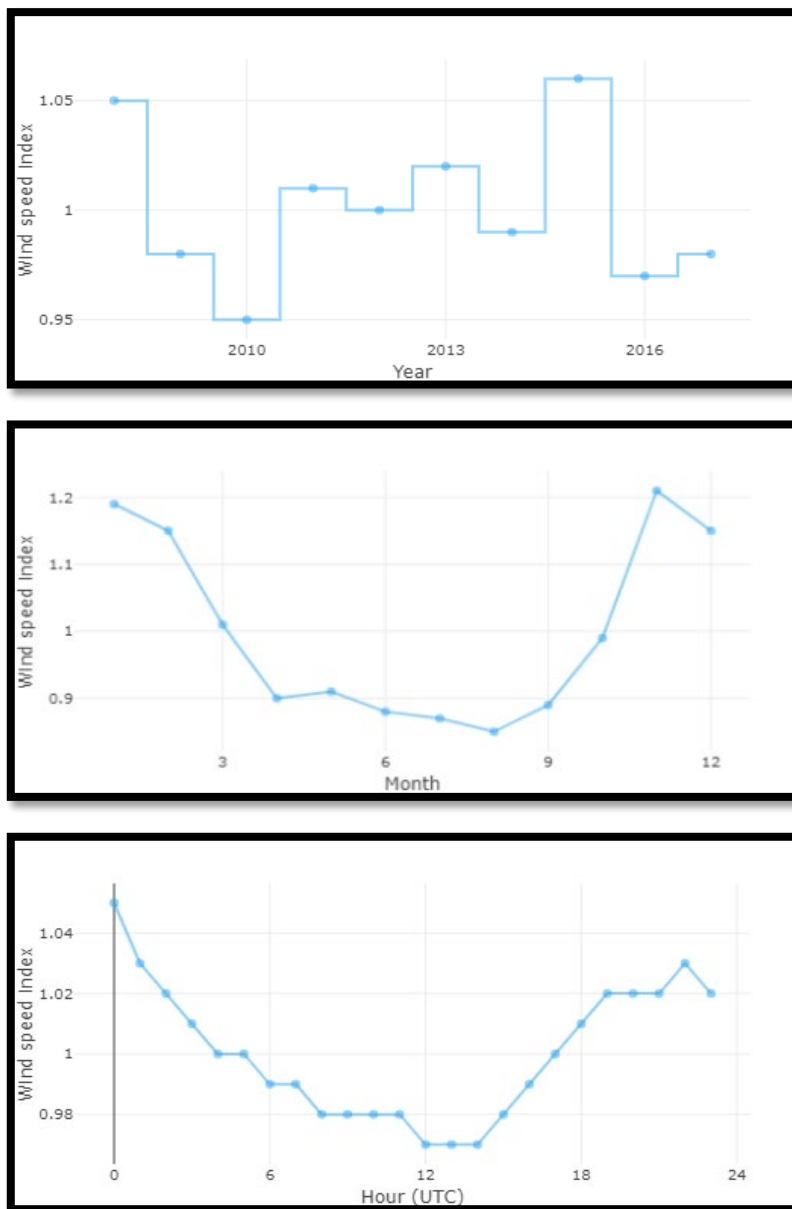 1.05
1
0.95
WInd speed Index
2010 2013 2016
Year
1.2
1.1
1
0.9
WInd speed Index
3 6 9 12
Month
1.04
1.02
1
0.98
WInd speed Index
0 6 12 18 24
Hour (UTC)